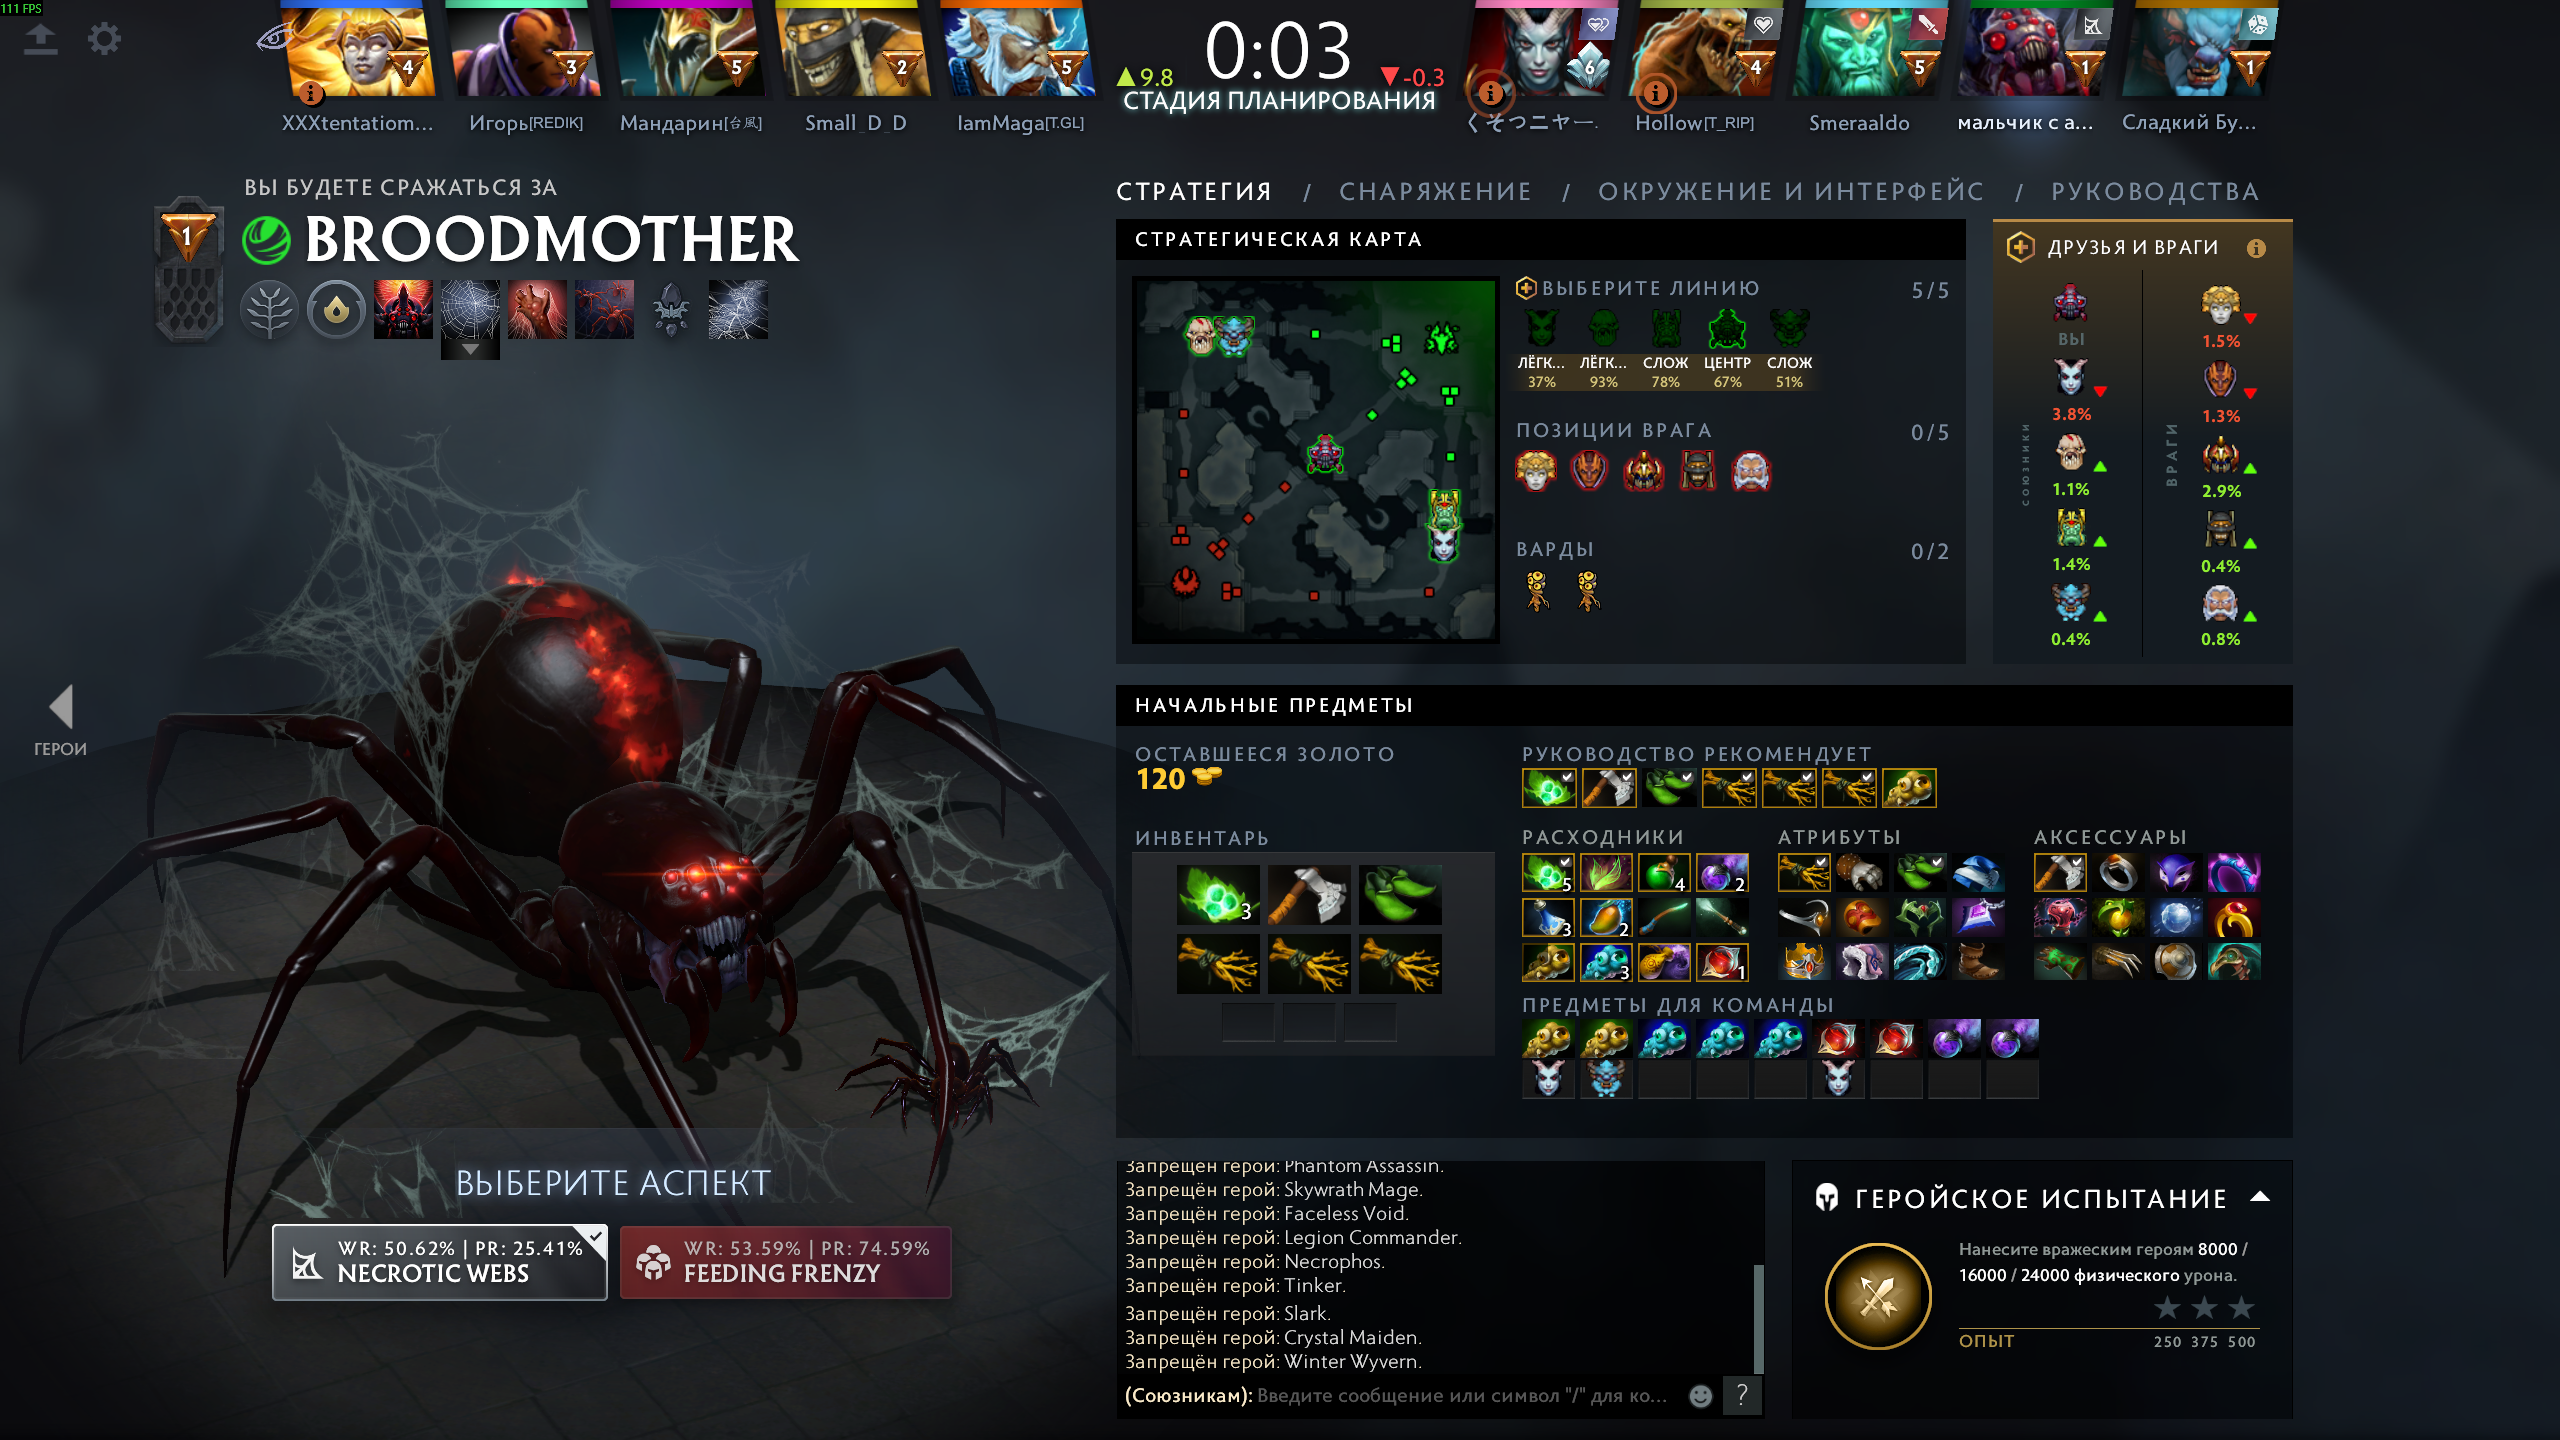 111 FPS
4
3
5
2
5
▲9.8
0:03
▼-0.3
СТАДИЯ ПЛАНИРОВАНИЯ
6
4
5
1
1
XXXtentatiom...
Игорь[REDIK]
Мандарин[台風]
Small_D_D
IamMaga[T.GL]
くそつニヤー.
Hollow[T_RIP]
Smeraaldo
мальчик с а...
Сладкий Бу...
1
ВЫ БУДЕТЕ СРАЖАТЬСЯ ЗА
BROODMOTHER
ГЕРОИ
ВЫБЕРИТЕ АСПЕКТ
WR: 50.62% | PR: 25.41%
NECROTIC WEBS
WR: 53.59% | PR: 74.59%
FEEDING FRENZY
СТРАТЕГИЯ / СНАРЯЖЕНИЕ / ОКРУЖЕНИЕ И ИНТЕРФЕЙС / РУКОВОДСТВА
СТРАТЕГИЧЕСКАЯ КАРТА
ВЫБЕРИТЕ ЛИНИЮ 5/5
ЛЁГК... ЛЁГК... СЛОЖ ЦЕНТР СЛОЖ
37% 93% 78% 67% 51%
ПОЗИЦИИ ВРАГА 0/5
ВАРДЫ 0/2
ДРУЗЬЯ И ВРАГИ
ВЫ
СОЮЗНИКИ
3.8%
1.1%
1.4%
0.4%
ВРАГИ
1.5%
1.3%
2.9%
0.4%
0.8%
НАЧАЛЬНЫЕ ПРЕДМЕТЫ
ОСТАВШЕЕСЯ ЗОЛОТО
120
ИНВЕНТАРЬ
3
РУКОВОДСТВО РЕКОМЕНДУЕТ
РАСХОДНИКИ
5
4
2
3
2
3
1
АТРИБУТЫ
АКСЕССУАРЫ
ПРЕДМЕТЫ ДЛЯ КОМАНДЫ
Запрещён герой: Phantom Assassin.
Запрещён герой: Skywrath Mage.
Запрещён герой: Faceless Void.
Запрещён герой: Legion Commander.
Запрещён герой: Necrophos.
Запрещён герой: Tinker.
Запрещён герой: Slark.
Запрещён герой: Crystal Maiden.
Запрещён герой: Winter Wyvern.
(Союзникам): Введите сообщение или символ "/" для ко...
?
ГЕРОЙСКОЕ ИСПЫТАНИЕ
Нанесите вражеским героям 8000 /
16000 / 24000 физического урона.
ОПЫТ 250 375 500